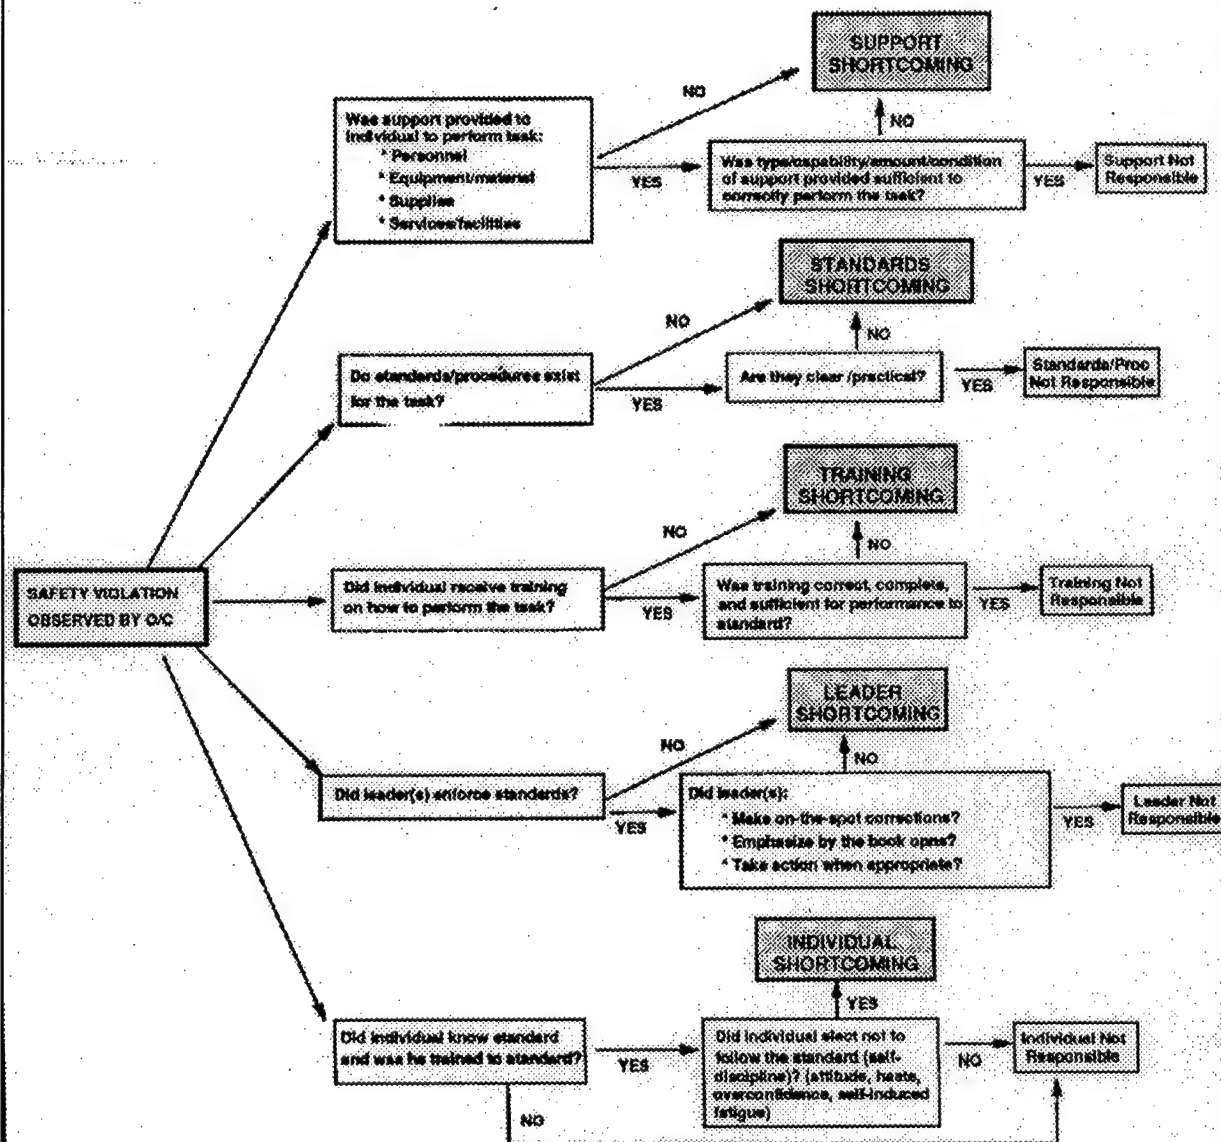 SUPPORT
SHORTCOMING
NO
Was support provided to
individual to perform task:
* Personnel
* Equipment/materiel
* Supplies
* Services/facilities
YES
NO
Was type/capability/amount/condition
of support provided sufficient to
correctly perform the task?
YES
Support Not
Responsible
STANDARDS
SHORTCOMING
NO
Do standards/procedures exist
for the task?
YES
NO
Are they clear /practical?
YES
Standards/Proc
Not Responsible
TRAINING
SHORTCOMING
NO
SAFETY VIOLATION
OBSERVED BY O/C
Did individual receive training
on how to perform the task?
YES
NO
Was training correct, complete,
and sufficient for performance to
standard?
YES
Training Not
Responsible
LEADER
SHORTCOMING
NO
Did leader(s) enforce standards?
YES
NO
Did leader(s):
* Make on-the-spot corrections?
* Emphasize by the book opns?
* Take action when appropriate?
YES
Leader Not
Responsible
INDIVIDUAL
SHORTCOMING
YES
Did individual know standard
and was he trained to standard?
YES
Did individual elect not to
follow the standard (self-
discipline)? (attitude, haste,
overconfidence, self-induced
fatigue)
NO
Individual Not
Responsible
NO